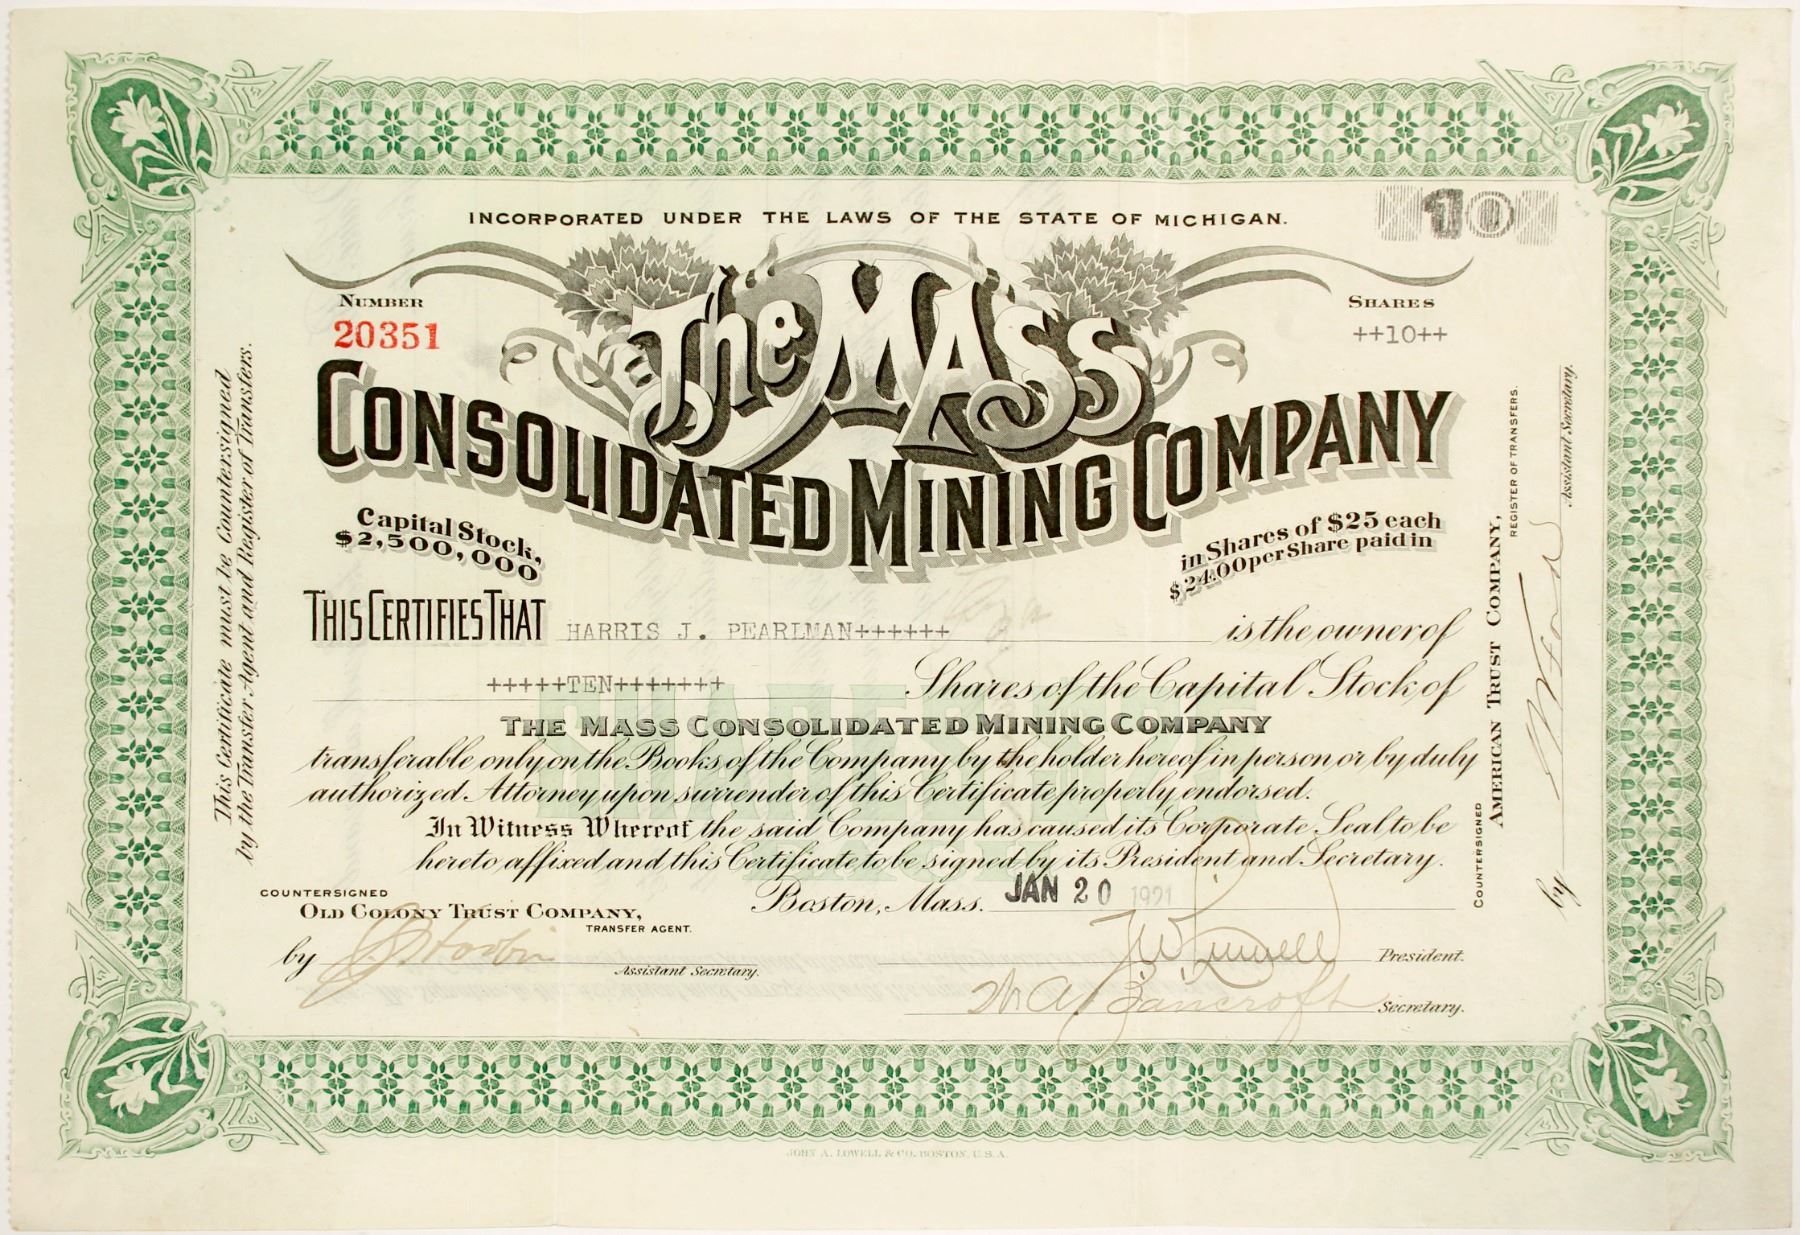 INCORPORATED UNDER THE LAWS OF THE STATE OF MICHIGAN.
10
NUMBER
20351
SHARES
++10++
The MASS
CONSOLIDATED MINING COMPANY
Capital Stock,
$2,500,000
in Shares of $25 each
$24.00 per Share paid in
THIS CERTIFIES THAT HARRIS J. PEARLMAN++++++ is the owner of
+++++TEN+++++++ Shares of the Capital Stock of
THE MASS CONSOLIDATED MINING COMPANY
transferable only on the Books of the Company by the holder hereof in person or by duly
authorized Attorney upon surrender of this Certificate properly endorsed.
In Witness Whereof the said Company has caused its Corporate Seal to be
hereto affixed and this Certificate to be signed by its President and Secretary.
Boston, Mass. JAN 20 1921
COUNTERSIGNED
OLD COLONY TRUST COMPANY,
TRANSFER AGENT.
by
Assistant Secretary.
President.
Bancroft Secretary.
This Certificate must be Countersigned
by the Transfer Agent and Register of Transfers.
COUNTERSIGNED
AMERICAN TRUST COMPANY,
REGISTER OF TRANSFERS.
by
Assistant Secretary.
JOHN A. LOWELL & CO. BOSTON, U.S.A.